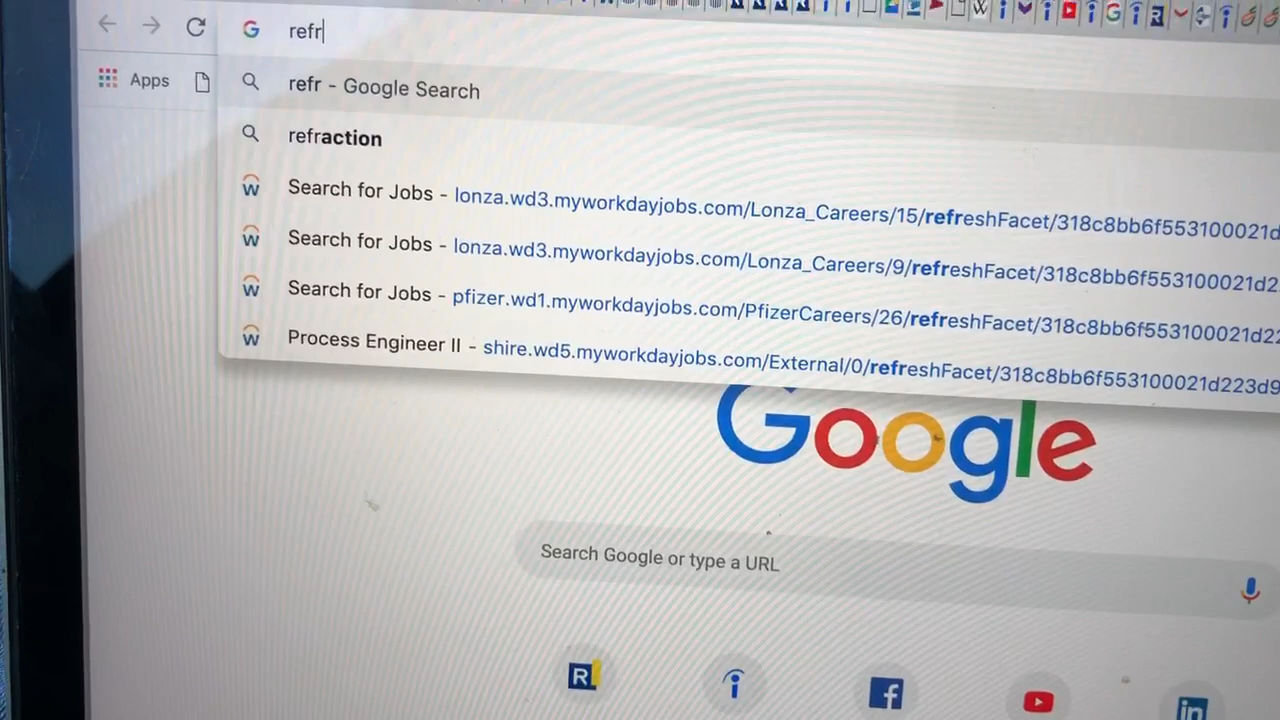 refr
Apps
refr - Google Search
refraction
Search for Jobs - lonza.wd3.myworkdayjobs.com/Lonza_Careers/15/refreshFacet/318c8bb6f553100021d
Search for Jobs - lonza.wd3.myworkdayjobs.com/Lonza_Careers/9/refreshFacet/318c8bb6f553100021d2
Search for Jobs - pfizer.wd1.myworkdayjobs.com/PfizerCareers/26/refreshFacet/318c8bb6f553100021d22
Process Engineer II - shire.wd5.myworkdayjobs.com/External/0/refreshFacet/318c8bb6f553100021d223d9
Google
Search Google or type a URL